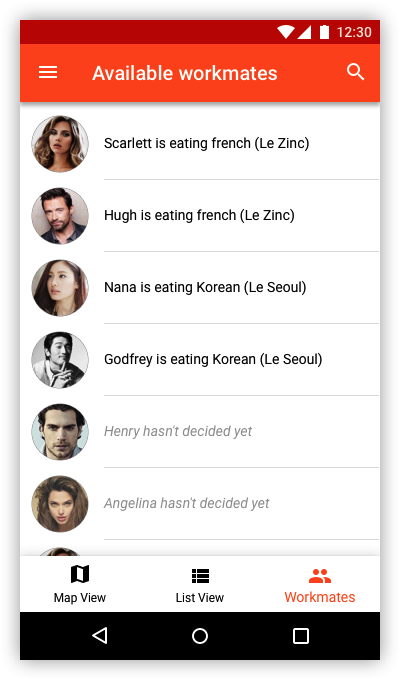 12:30
Available workmates
Scarlett is eating french (Le Zinc)
Hugh is eating french (Le Zinc)
Nana is eating Korean (Le Seoul)
Godfrey is eating Korean (Le Seoul)
Henry hasn't decided yet
Angelina hasn't decided yet
Map View
List View
Workmates